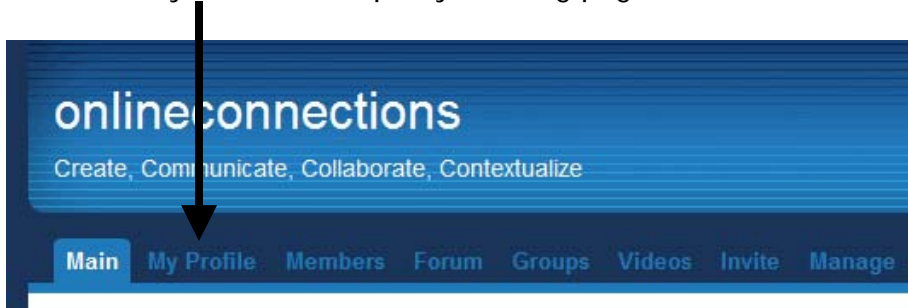 onlineconnections
Create, Communicate, Collaborate, Contextualize
Main My Profile Members Forum Groups Videos Invite Manage